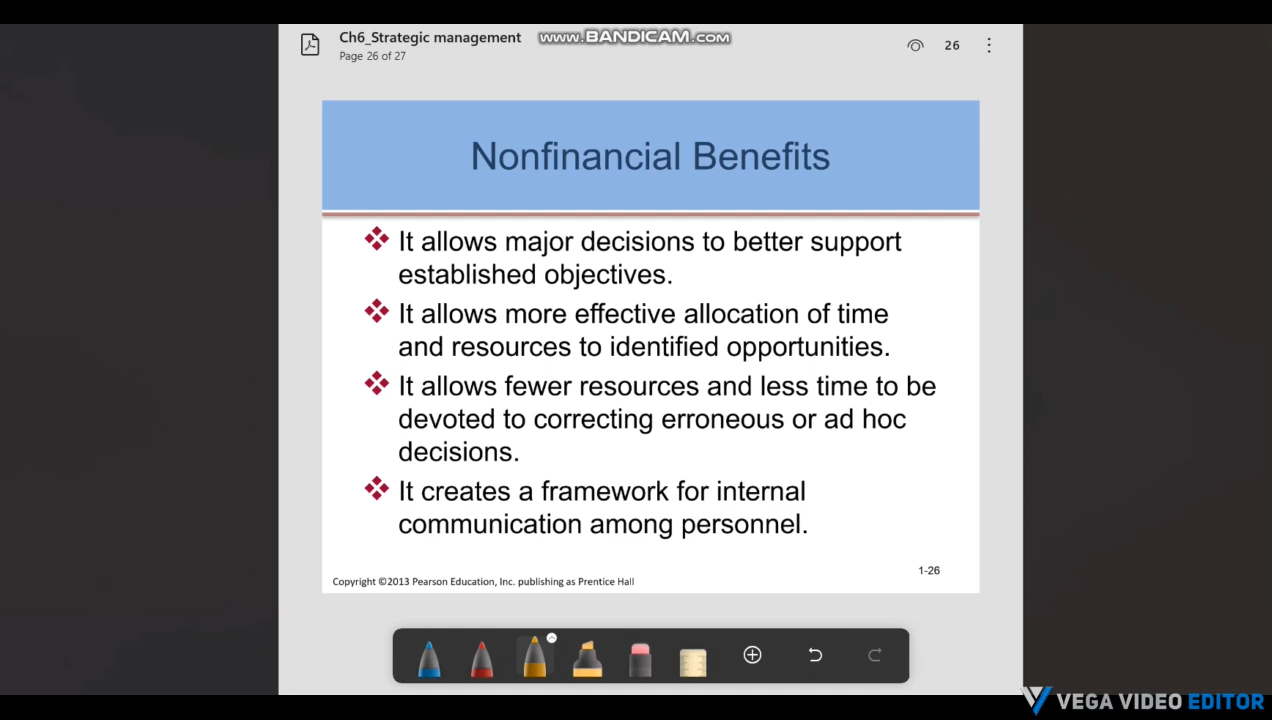 Ch6_Strategic management
www.BANDICAM.COM
26
Page 26 of 27
Nonfinancial Benefits
It allows major decisions to better support
established objectives.
It allows more effective allocation of time
and resources to identified opportunities.
It allows fewer resources and less time to be
devoted to correcting erroneous or ad hoc
decisions.
It creates a framework for internal
communication among personnel.
1-26
Copyright ©2013 Pearson Education, Inc. publishing as Prentice Hall
VEGA VIDEO EDITOR